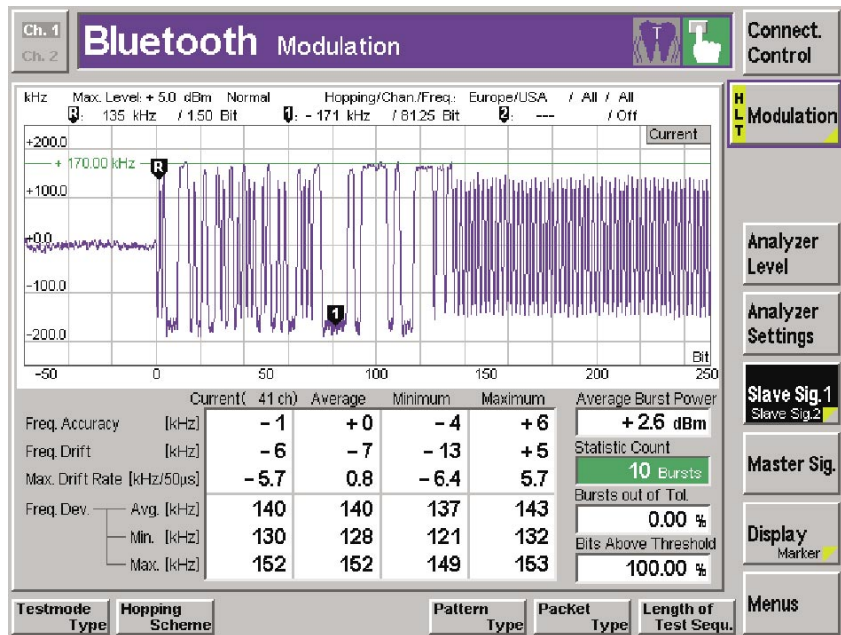 Ch. 1
Ch. 2
Bluetooth Modulation
Connect. Control
kHz Max. Level: + 5.0 dBm Normal Hopping/Chan./Freq.: Europe/USA / All / All
R: 135 kHz / 1.50 Bit 1: - 171 kHz / 81.25 Bit 2: --- / Off
HLT Modulation
Current
+200.0
+ 170.00 kHz
R
+100.0
+0.0
-100.0
1
-200.0
Bit
-50 0 50 100 150 200 250
Analyzer Level
Analyzer Settings
Slave Sig.1
Slave Sig.2
Master Sig.
Display
Marker
Menus
Current( 41 ch) Average Minimum Maximum Average Burst Power
Freq. Accuracy [kHz] - 1 + 0 - 4 + 6 + 2.6 dBm
Freq. Drift [kHz] - 6 - 7 - 13 + 5 Statistic Count
Max. Drift Rate [kHz/50µs] - 5.7 0.8 - 6.4 5.7 10 Bursts
Freq. Dev. Avg. [kHz] 140 140 137 143 Bursts out of Tol.
0.00 %
Min. [kHz] 130 128 121 132 Bits Above Threshold
Max. [kHz] 152 152 149 153 100.00 %
Testmode Type
Hopping Scheme
Pattern Type
Packet Type
Length of Test Sequ.